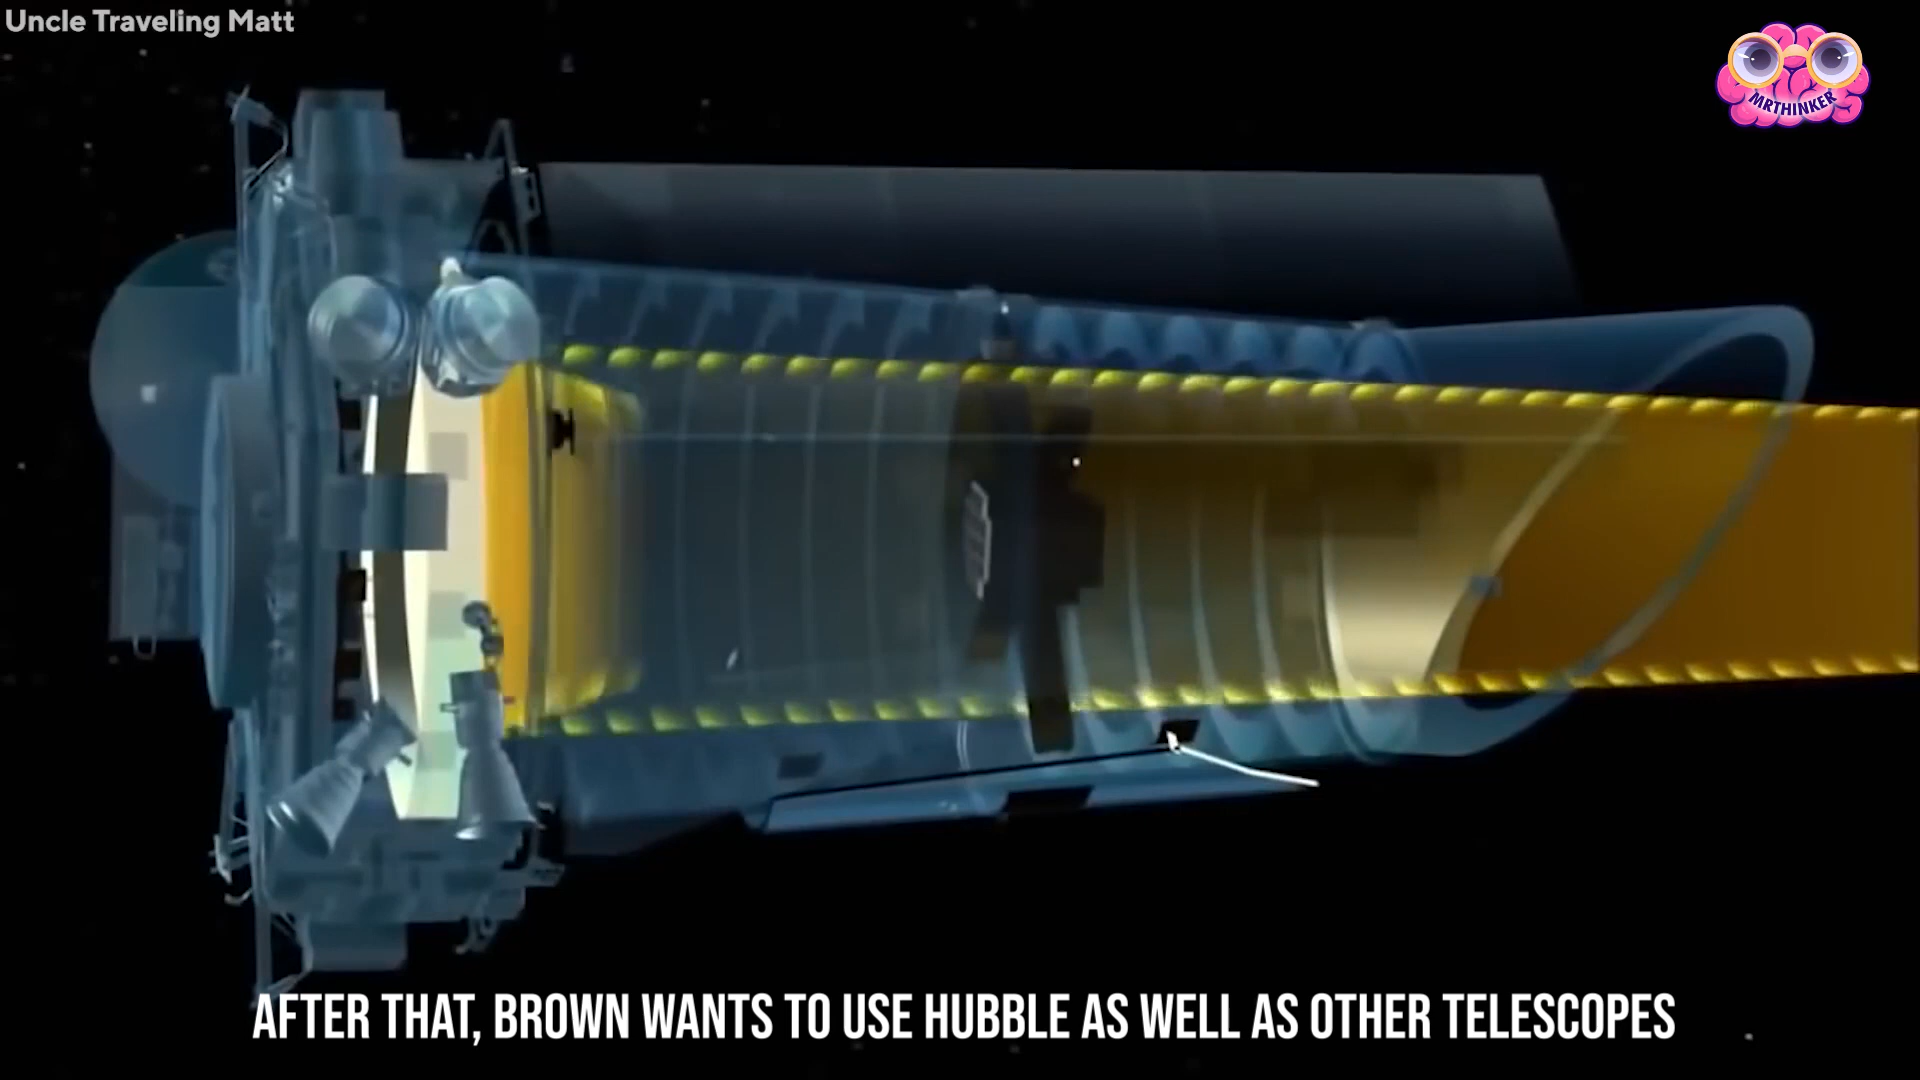 Uncle Traveling Matt
MRTHINKER
AFTER THAT, BROWN WANTS TO USE HUBBLE AS WELL AS OTHER TELESCOPES